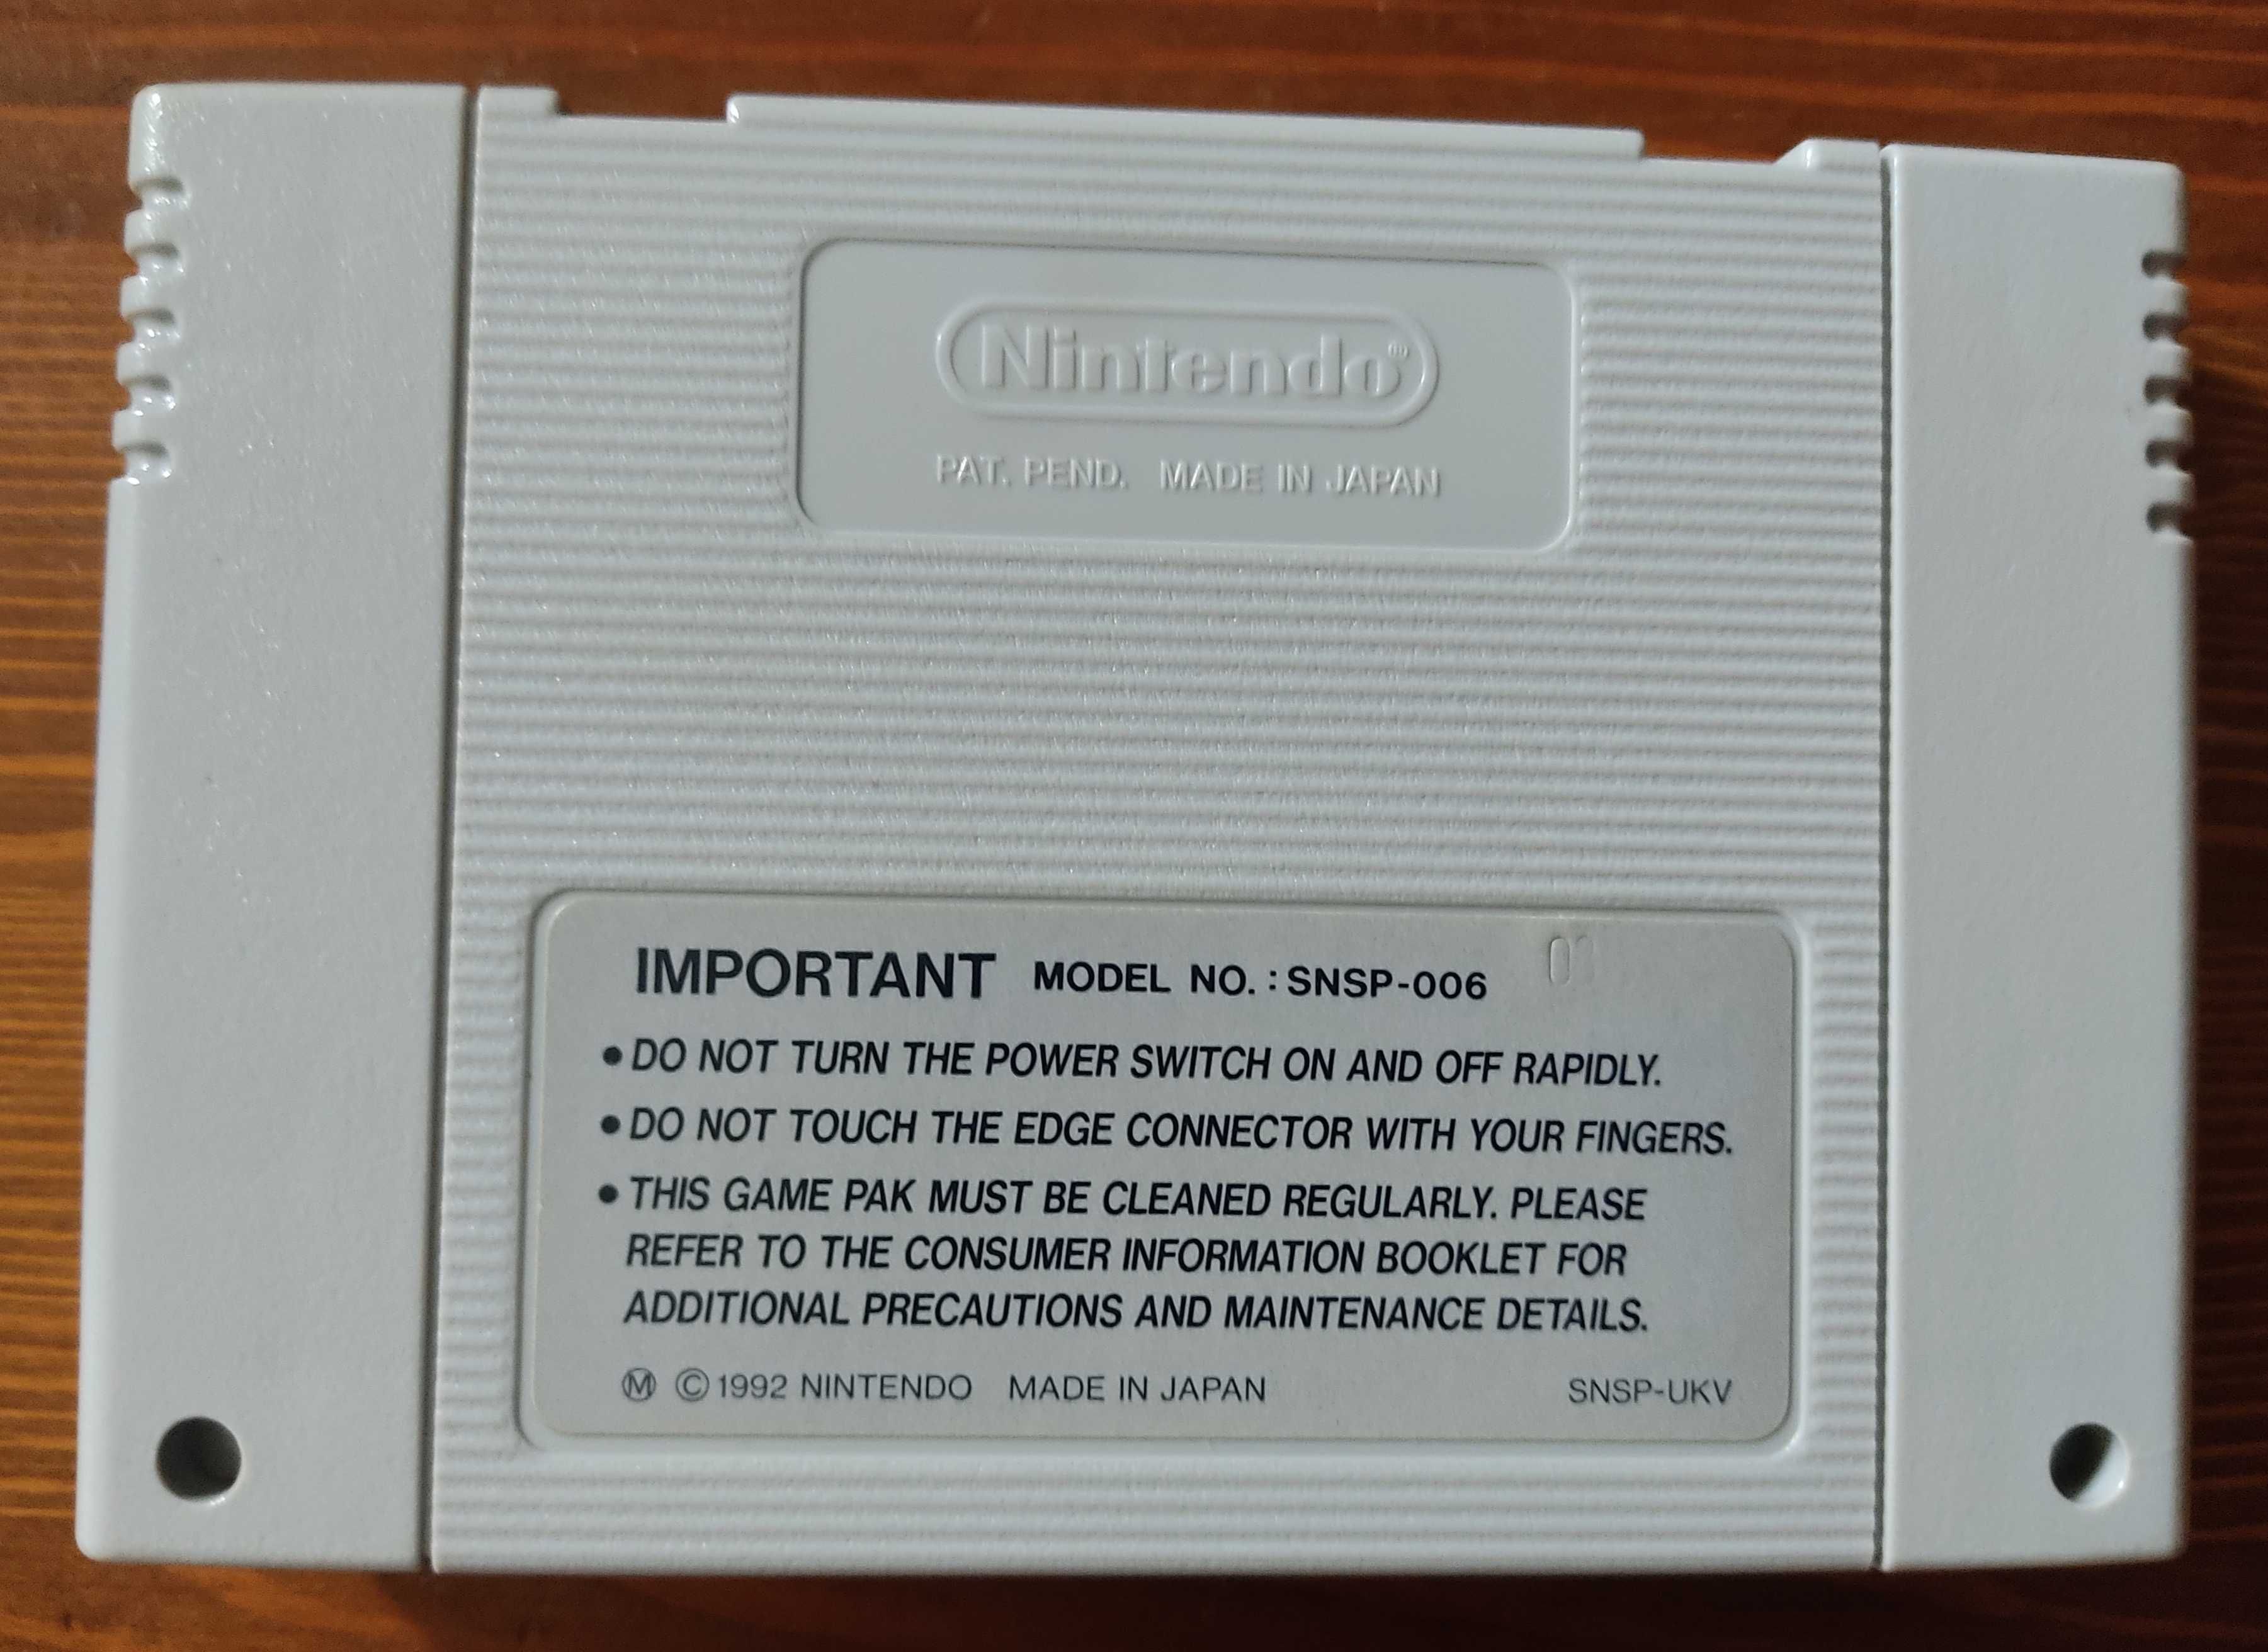 Nintendo®
PAT. PEND. MADE IN JAPAN
IMPORTANT MODEL NO.: SNSP-006
• DO NOT TURN THE POWER SWITCH ON AND OFF RAPIDLY.
• DO NOT TOUCH THE EDGE CONNECTOR WITH YOUR FINGERS.
• THIS GAME PAK MUST BE CLEANED REGULARLY. PLEASE
REFER TO THE CONSUMER INFORMATION BOOKLET FOR
ADDITIONAL PRECAUTIONS AND MAINTENANCE DETAILS.
Ⓜ ©1992 NINTENDO MADE IN JAPAN SNSP-UKV